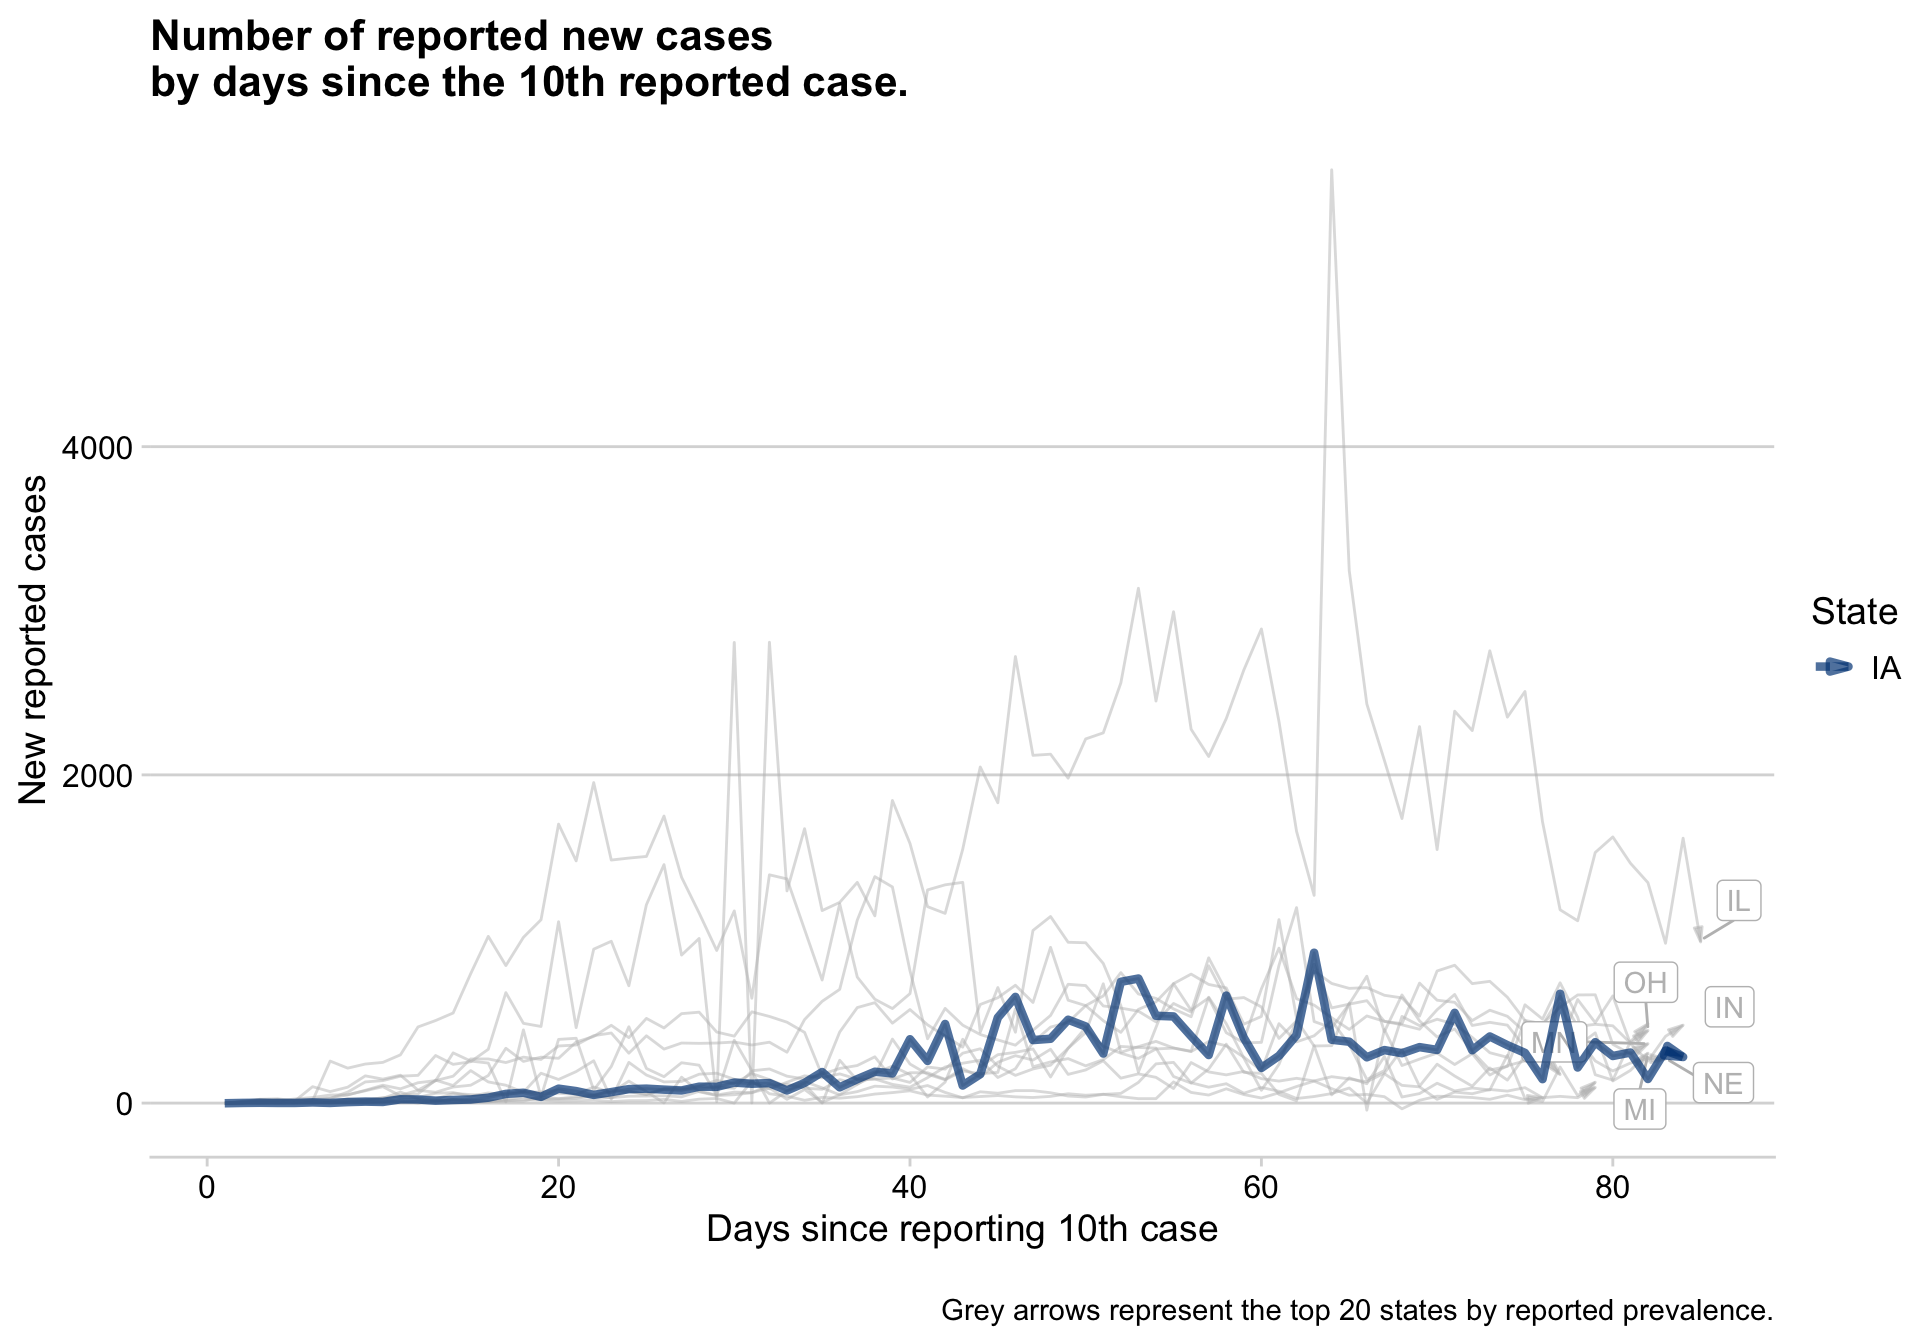 Number of reported new cases
by days since the 10th reported case.
New reported cases
4000
2000
0
0
20
40
60
80
Days since reporting 10th case
IL
OH
IN
MN
NE
MI
State
IA
Grey arrows represent the top 20 states by reported prevalence.